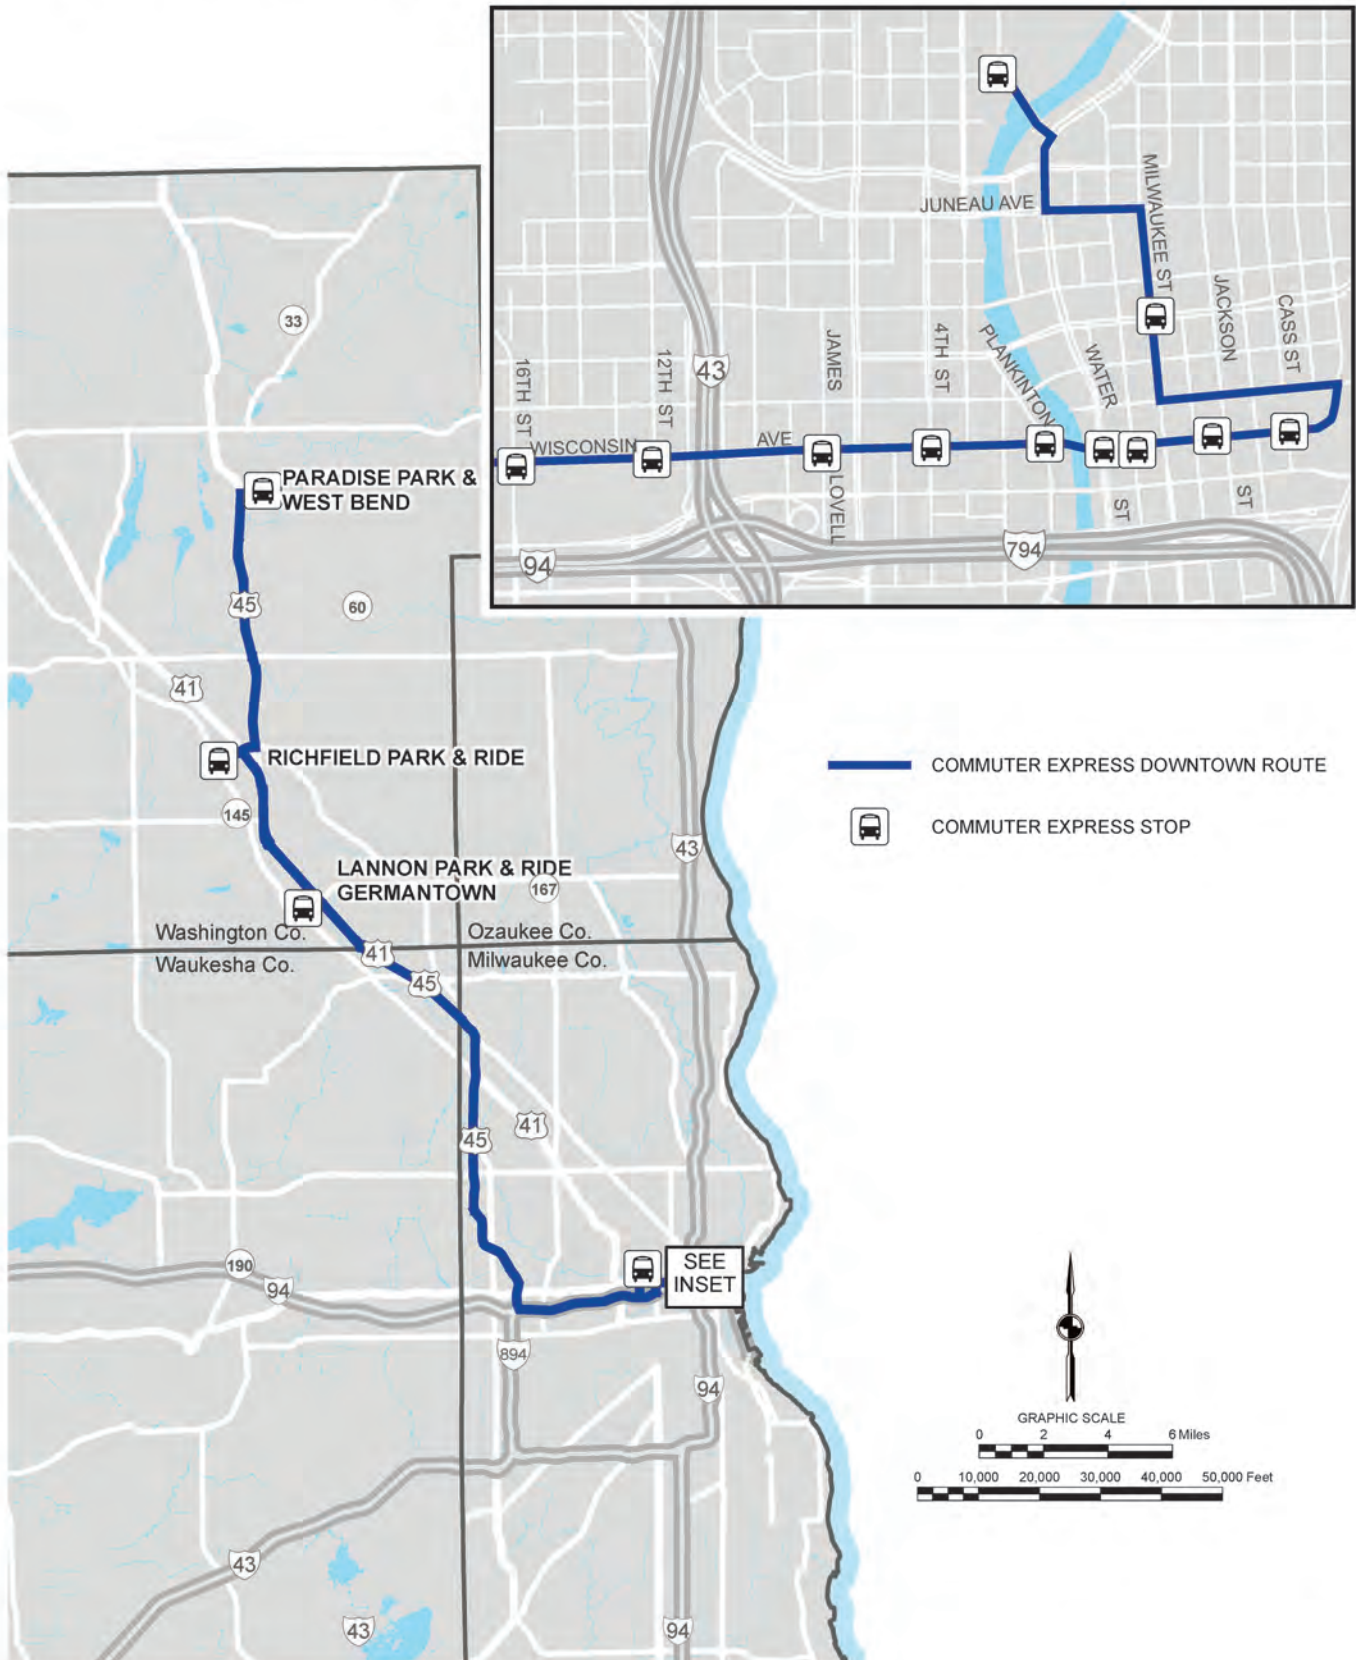 JUNEAU AVE
MILWAUKEE ST
JACKSON
ST
CASS ST
16TH ST
12TH ST
43
JAMES
LOVELL
4TH ST
PLANKINTON
WATER
ST
WISCONSIN
AVE
94
794
33
PARADISE PARK &
WEST BEND
45
60
41
RICHFIELD PARK & RIDE
145
43
LANNON PARK & RIDE
GERMANTOWN
167
Washington Co.
Ozaukee Co.
Waukesha Co.
Milwaukee Co.
41
45
41
45
190
94
SEE
INSET
894
94
43
43
94
COMMUTER EXPRESS DOWNTOWN ROUTE
COMMUTER EXPRESS STOP
GRAPHIC SCALE
0 2 4 6 Miles
0 10,000 20,000 30,000 40,000 50,000 Feet